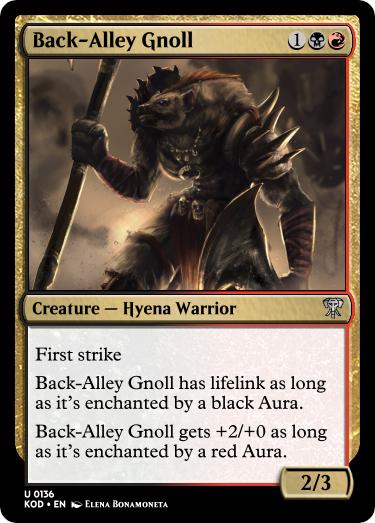 Back-Alley Gnoll 1
Creature — Hyena Warrior
First strike
Back-Alley Gnoll has lifelink as long
as it's enchanted by a black Aura.
Back-Alley Gnoll gets +2/+0 as long
as it's enchanted by a red Aura.
2/3
U 0136
KOD • EN Elena Bonamoneta